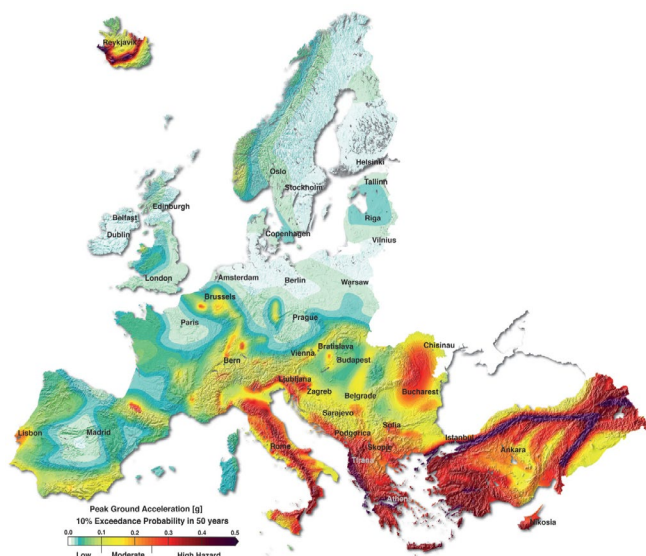 Reykjavik
Helsinki
Oslo
Tallinn
Stockholm
Edinburgh
Riga
Belfast
Dublin
Copenhagen
Vilnius
Amsterdam
London
Berlin
Warsaw
Brussels
Prague
Paris
Chisinau
Bratislava
Vienna
Bern
Budapest
Ljubljana
Zagreb
Bucharest
Belgrade
Sarajevo
Lisbon
Madrid
Sofia
Podgorica
Istanbul
Rome
Skopje
Ankara
Tirana
Athen
Nikosia
Peak Ground Acceleration [g]
10% Exceedance Probability in 50 years
0.0 0.1 0.2 0.3 0.4 0.5
Low Moderate High Hazard